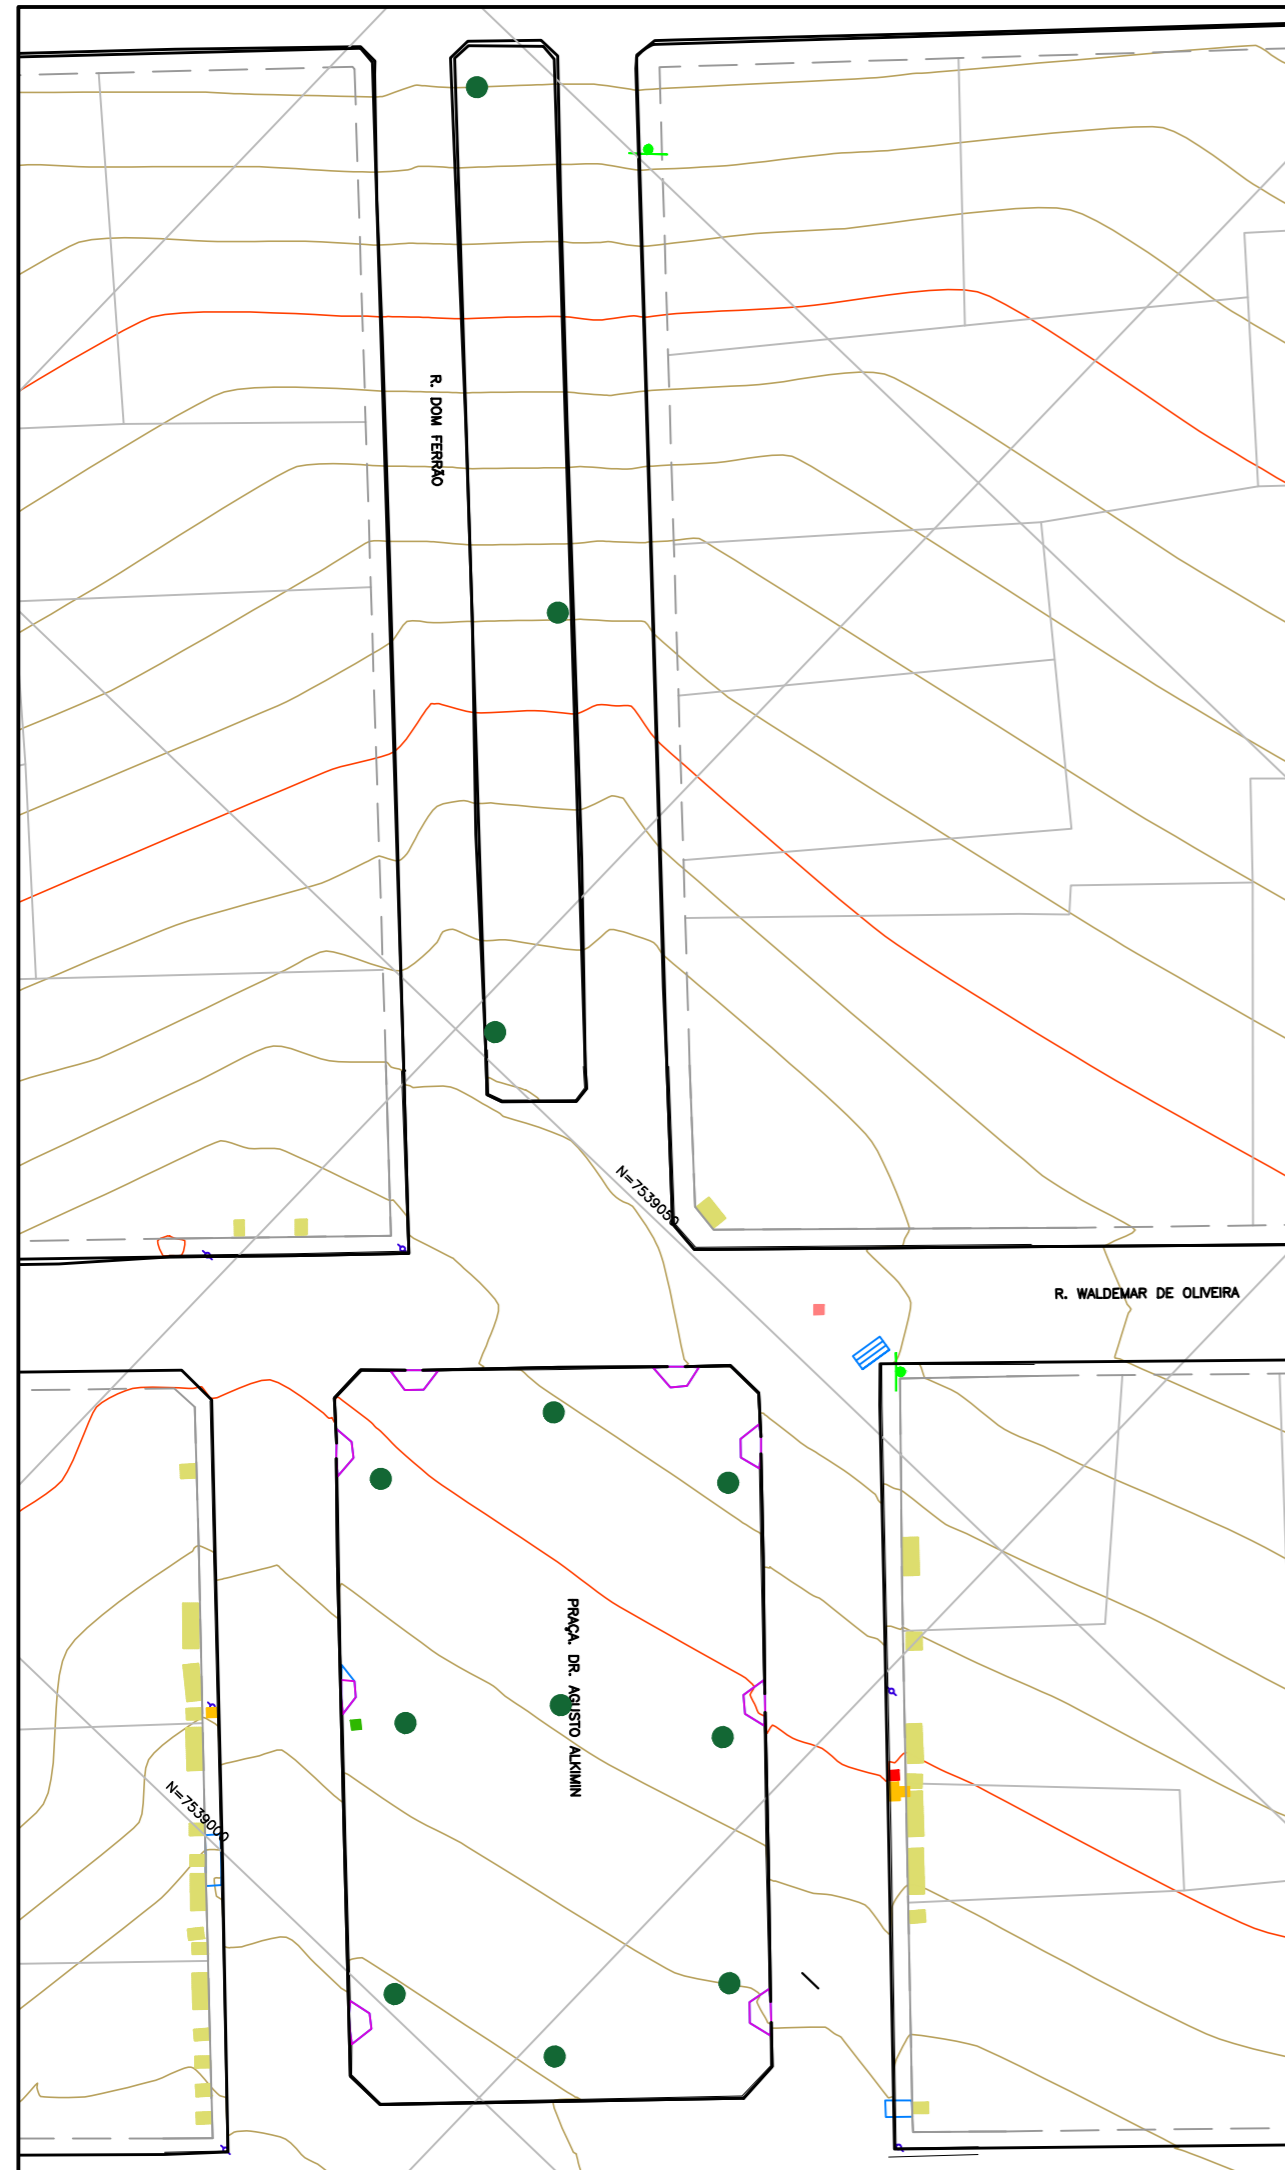 R. DOM FERRÃO
N=7539050
R. WALDEMAR DE OLIVEIRA
PRAÇA. DR. AGUSTO ALKIMIN
N=7539000